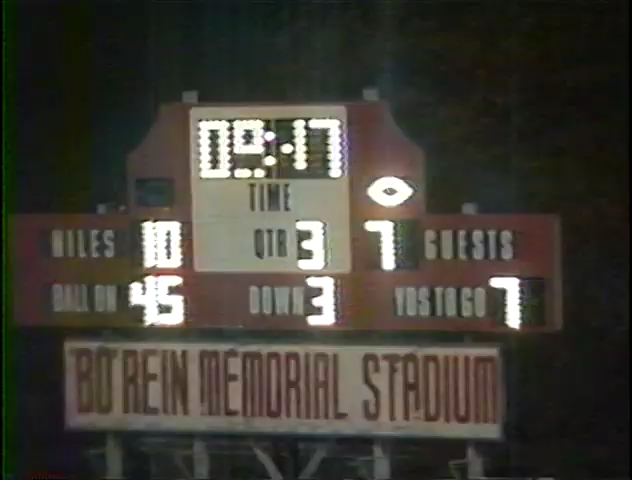 09:17
TIME
NILES 10 QTR 3 7 GUESTS
BALL ON 45 DOWN 3 YDS TO GO 7
BO REIN MEMORIAL STADIUM